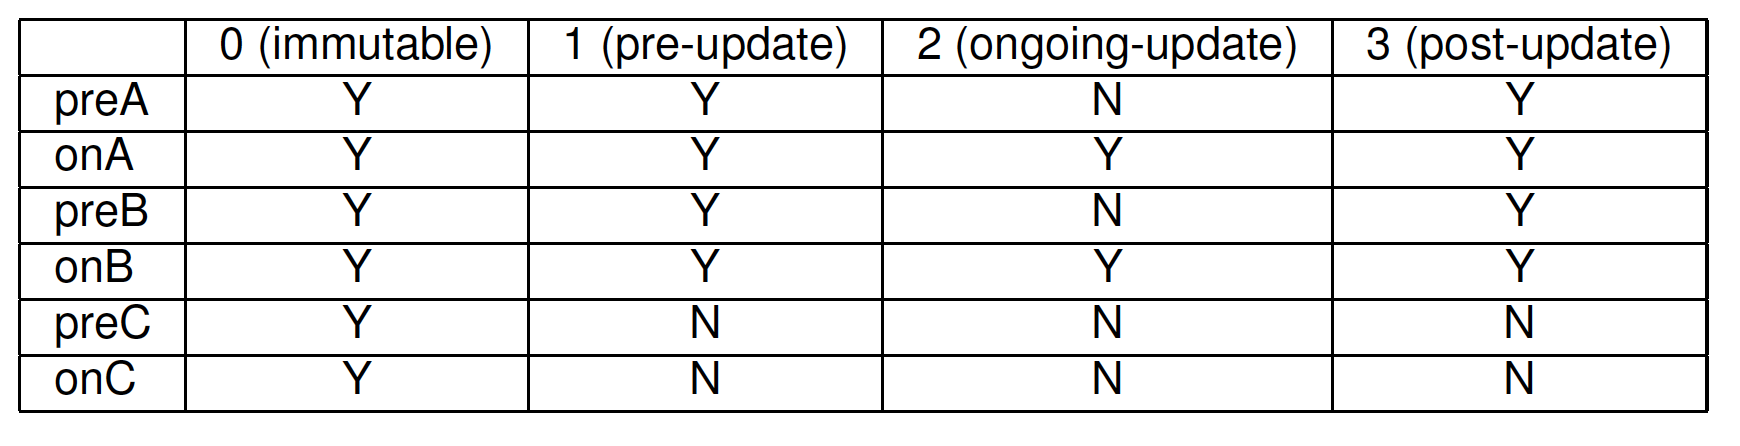 0 (immutable) 1 (pre-update) 2 (ongoing-update) 3 (post-update)
preA Y Y N Y
onA Y Y Y Y
preB Y Y N Y
onB Y Y Y Y
preC Y N N N
onC Y N N N